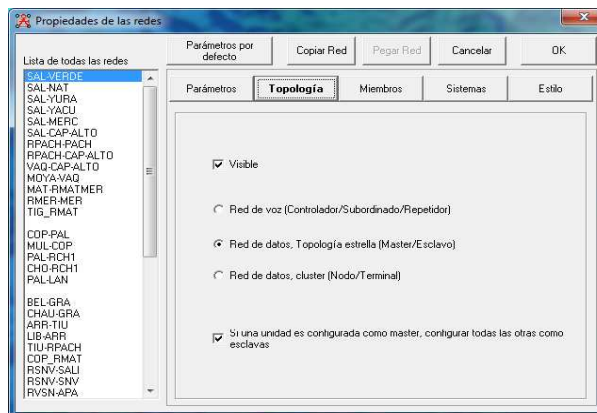 Propiedades de las redes
Lista de todas las redes
Parámetros por defecto
Copiar Red
Pegar Red
Cancelar
OK
SAL-VERDE
SAL-NAT
SAL-YURA
SAL-YACU
SAL-MERC
SAL-CAP-ALTO
RPACH-PACH
RPACH-CAP-ALTO
VAQ-CAP-ALTO
MOYA-VAQ
MAT-RMATMER
RMER-MER
TIG_RMAT
COP-PAL
MUL-COP
PAL-RCH1
CHO-RCH1
PAL-LAN
BEL-GRA
CHAU-GRA
ARR-TIU
LIB-ARR
TIU-RPACH
COP_RMAT
RSNV-SALI
RSNV-SNV
RVSN-APA
Parámetros
Topología
Miembros
Sistemas
Estilo
Visible
Red de voz (Controlador/Subordinado/Repetidor)
Red de datos, Topología estrella (Master/Esclavo)
Red de datos, cluster (Nodo/Terminal)
Si una unidad es configurada como master, configurar todas las otras como
esclavas